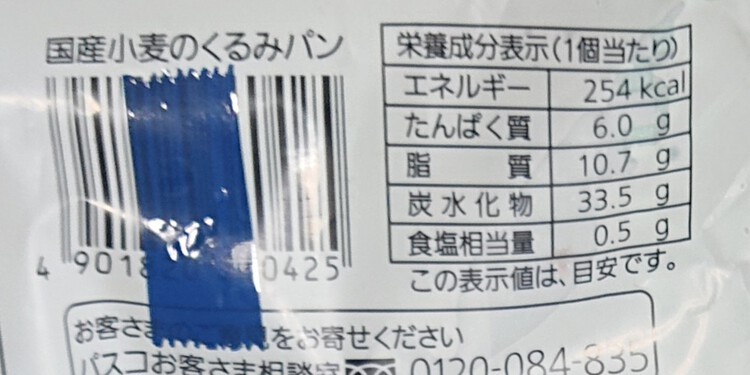 国産小麦のくるみパン
4 9018 0425
栄養成分表示(1個当たり)
エネルギー 254 kcal
たんぱく質 6.0 g
脂 質 10.7 g
炭水化物 33.5 g
食塩相当量 0.5 g
この表示値は、目安です。
お客さま をお寄せください
パスコお客さま相談室 0120-084-835